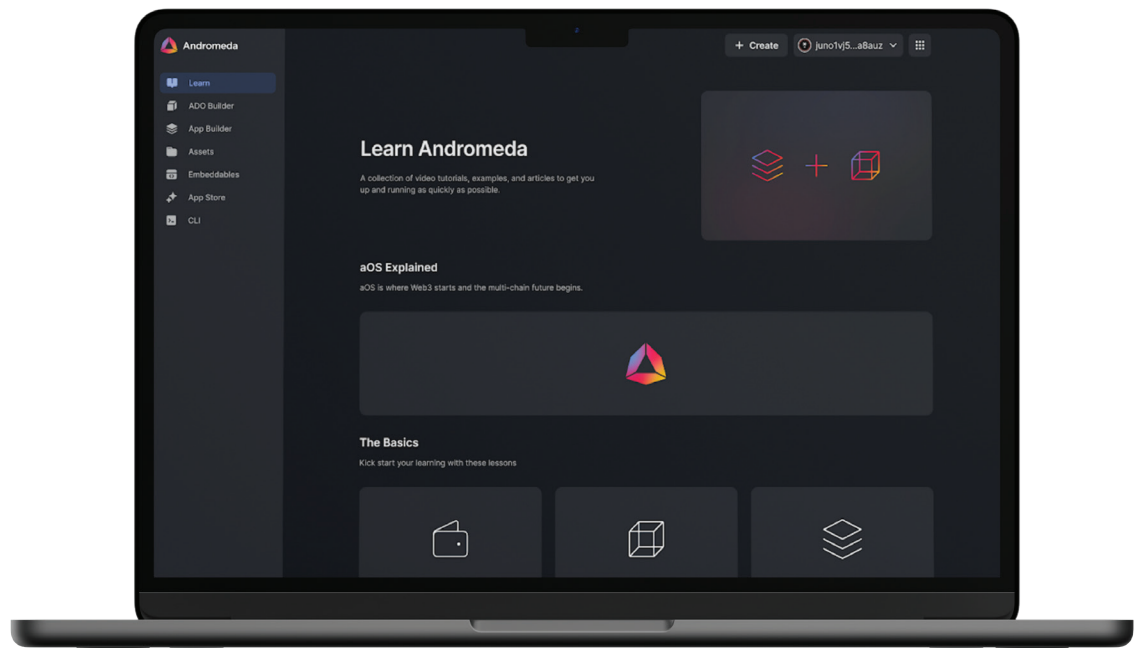 Andromeda
+ Create
juno1vj5...a8auz
Learn
ADO Builder
App Builder
Assets
Embeddables
App Store
CLI
Learn Andromeda
A collection of video tutorials, examples, and articles to get you
up and running as quickly as possible.
aOS Explained
aOS is where Web3 starts and the multi-chain future begins.
The Basics
Kick start your learning with these lessons